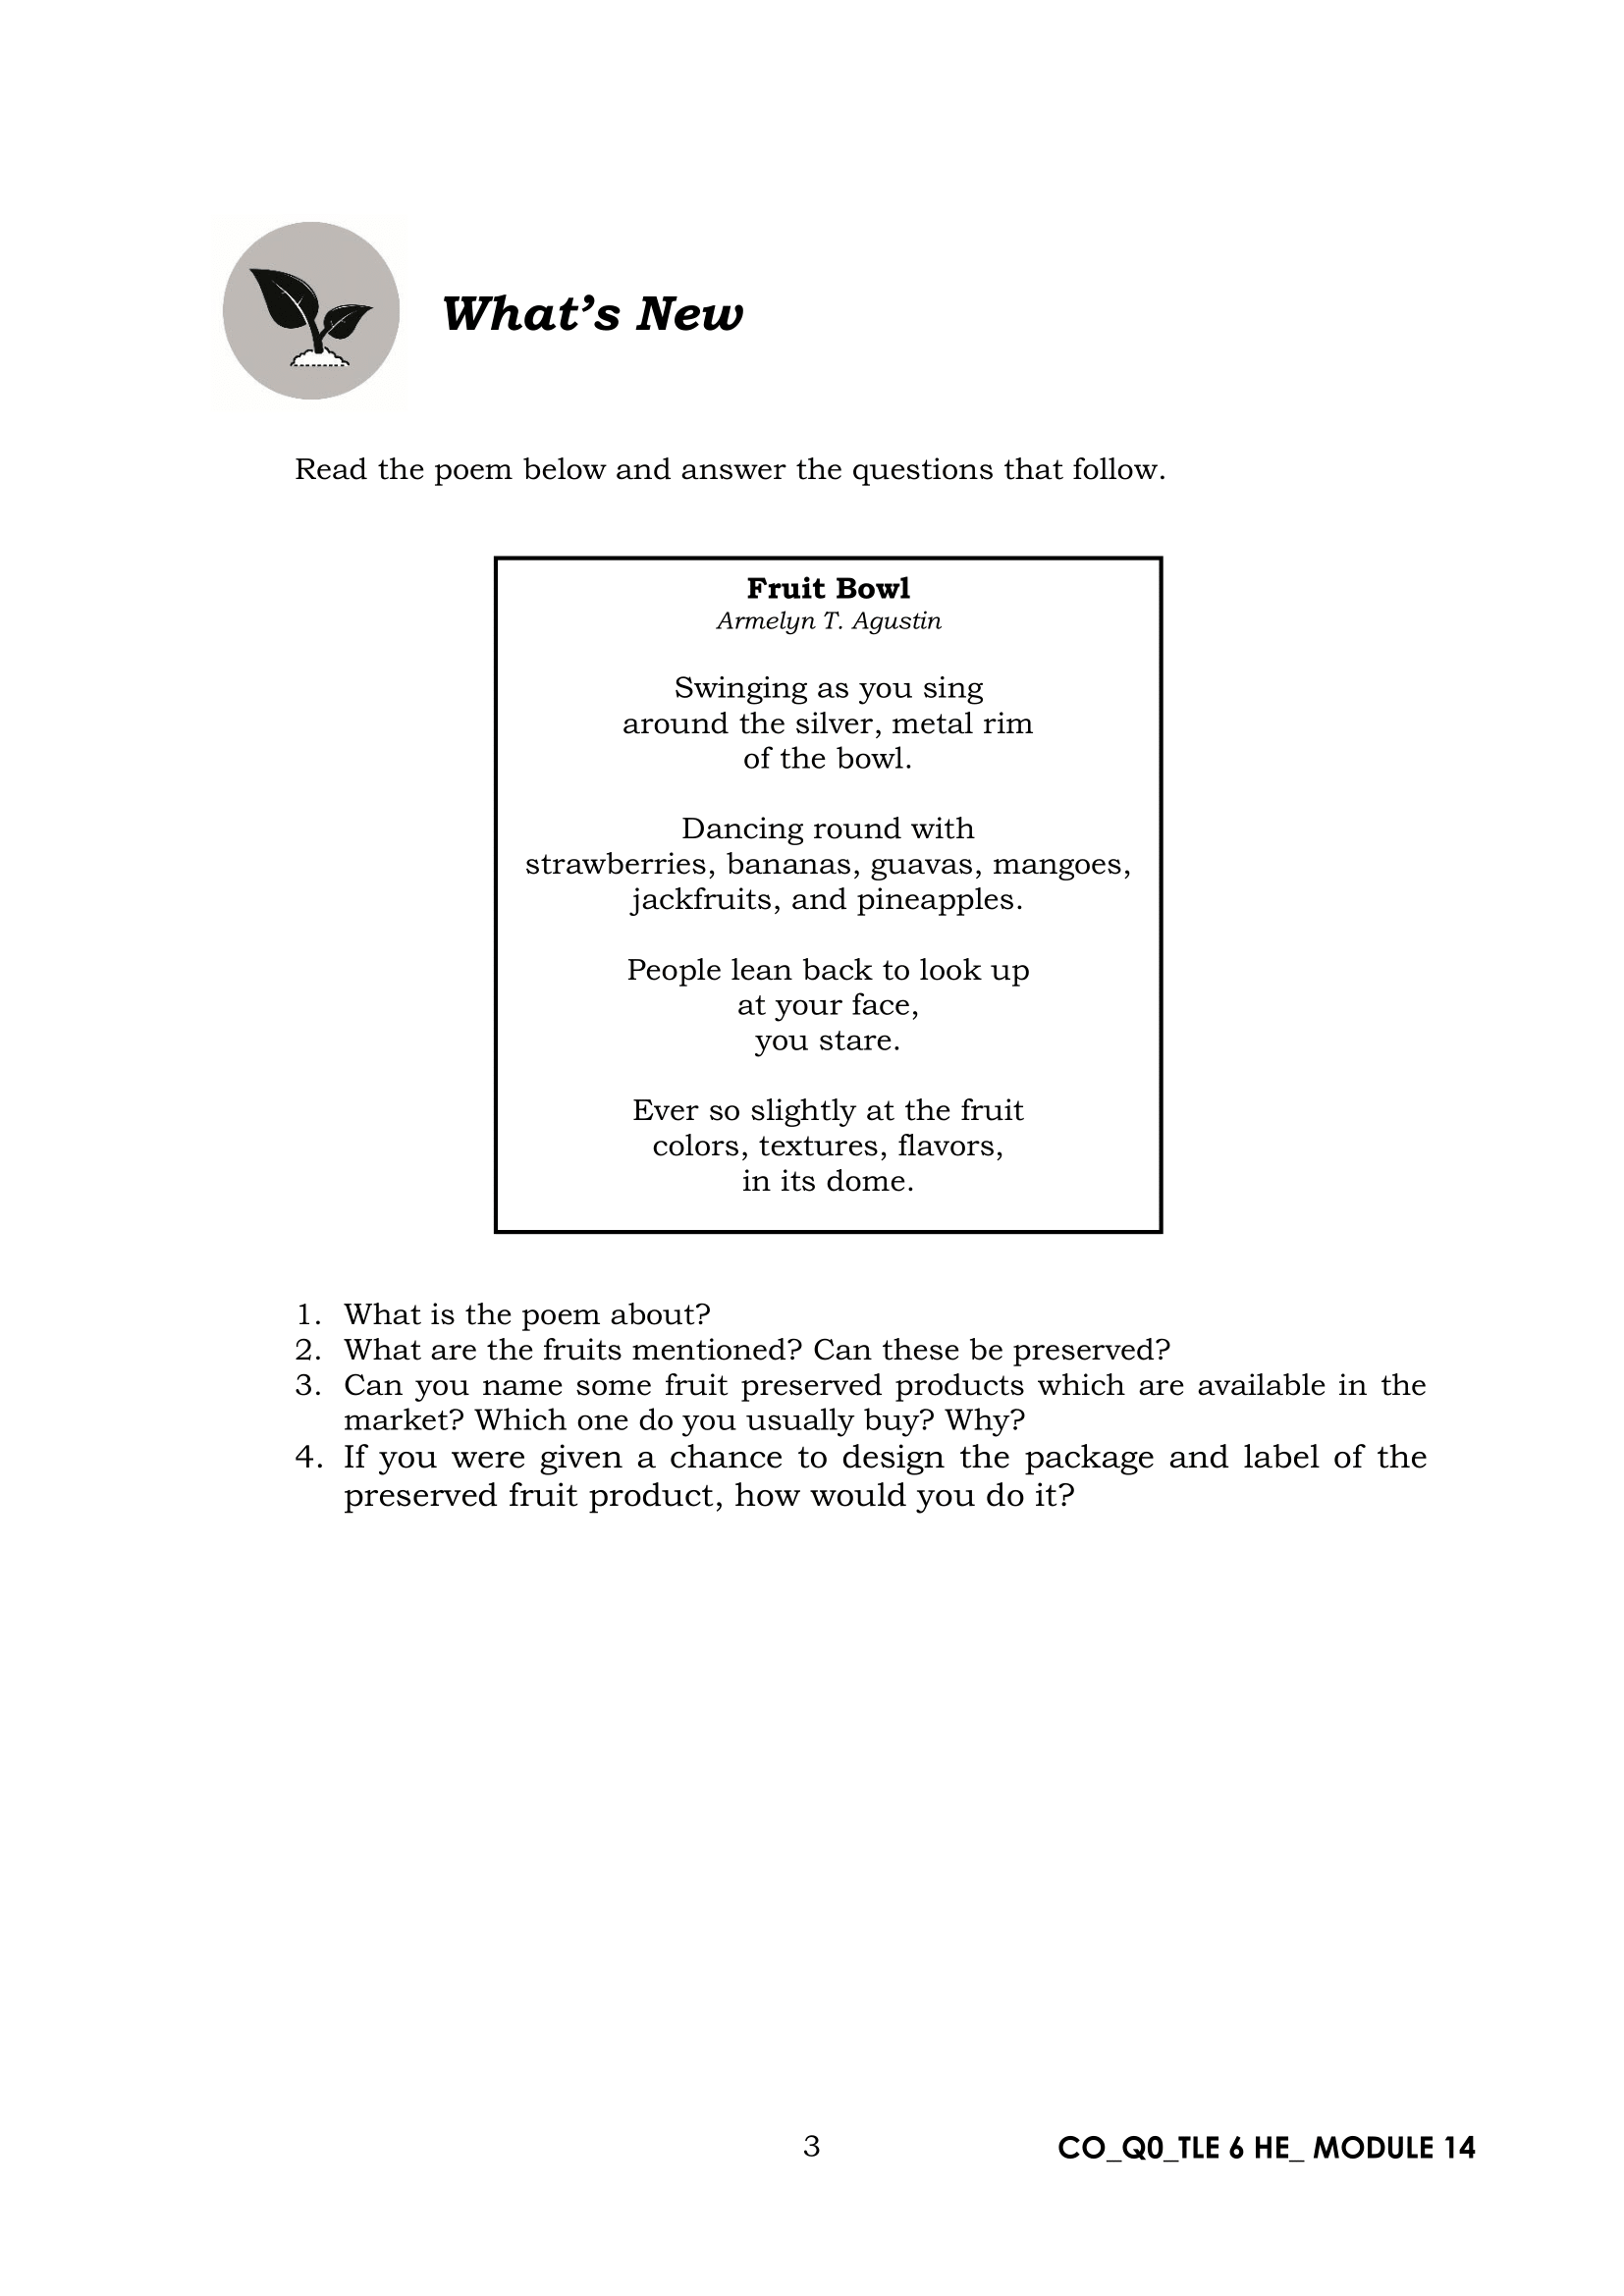 What’s New
Read the poem below and answer the questions that follow.
Fruit Bowl
Armelyn T. Agustin
Swinging as you sing
around the silver, metal rim
of the bowl.
Dancing round with
strawberries, bananas, guavas, mangoes,
jackfruits, and pineapples.
People lean back to look up
at your face,
you stare.
Ever so slightly at the fruit
colors, textures, flavors,
in its dome.
1. What is the poem about?
2. What are the fruits mentioned? Can these be preserved?
3. Can you name some fruit preserved products which are available in the
market? Which one do you usually buy? Why?
4. If you were given a chance to design the package and label of the
preserved fruit product, how would you do it?
3
CO_Q0_TLE 6 HE_ MODULE 14